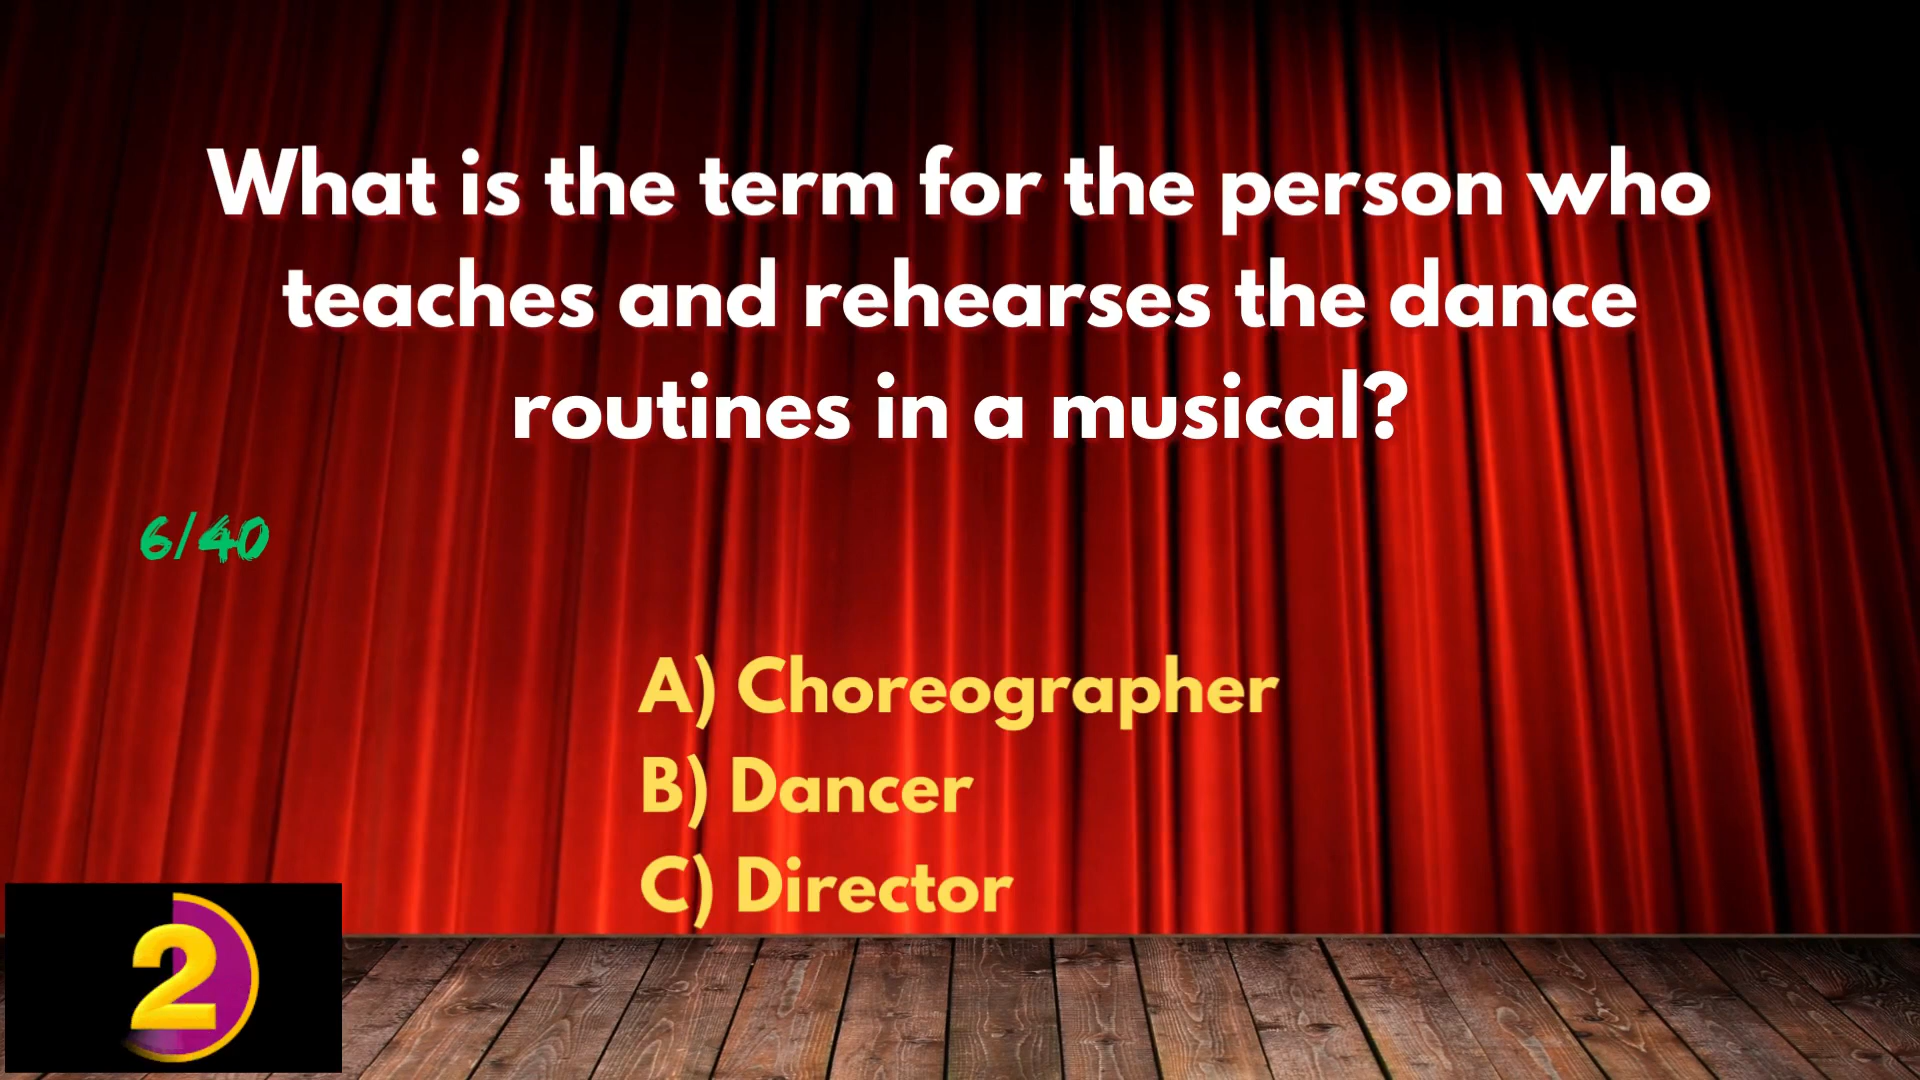 What is the term for the person who
teaches and rehearses the dance
routines in a musical?
6/40
A) Choreographer
B) Dancer
C) Director
2